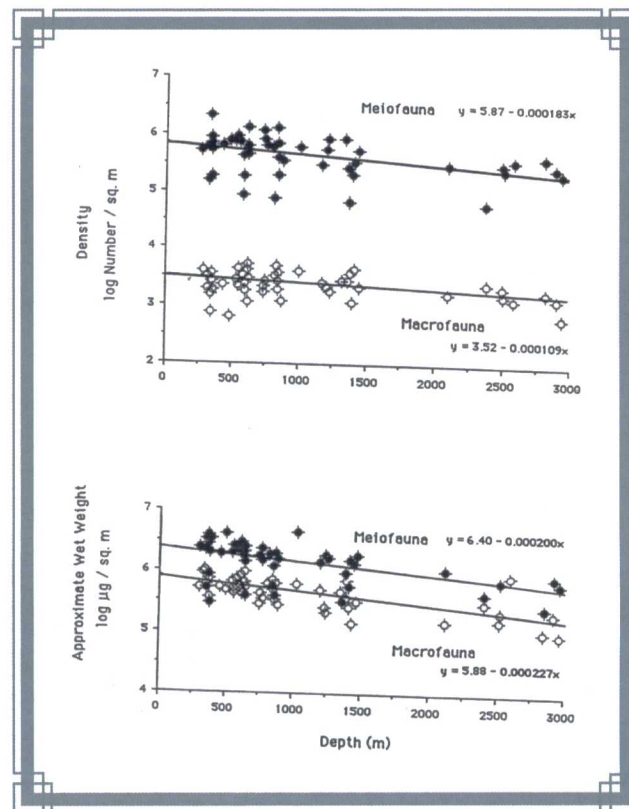 7
6
5
4
3
2
Density
log Number / sq. m
Meiofauna y = 5.87 - 0.000183x
Macrofauna
y = 3.52 - 0.000109x
0 500 1000 1500 2000 2500 3000
7
6
5
4
Approximate Wet Weight
log µg / sq. m
Meiofauna
y = 6.40 - 0.000200x
Macrofauna
y = 5.88 - 0.000227x
0 500 1000 1500 2000 2500 3000
Depth (m)